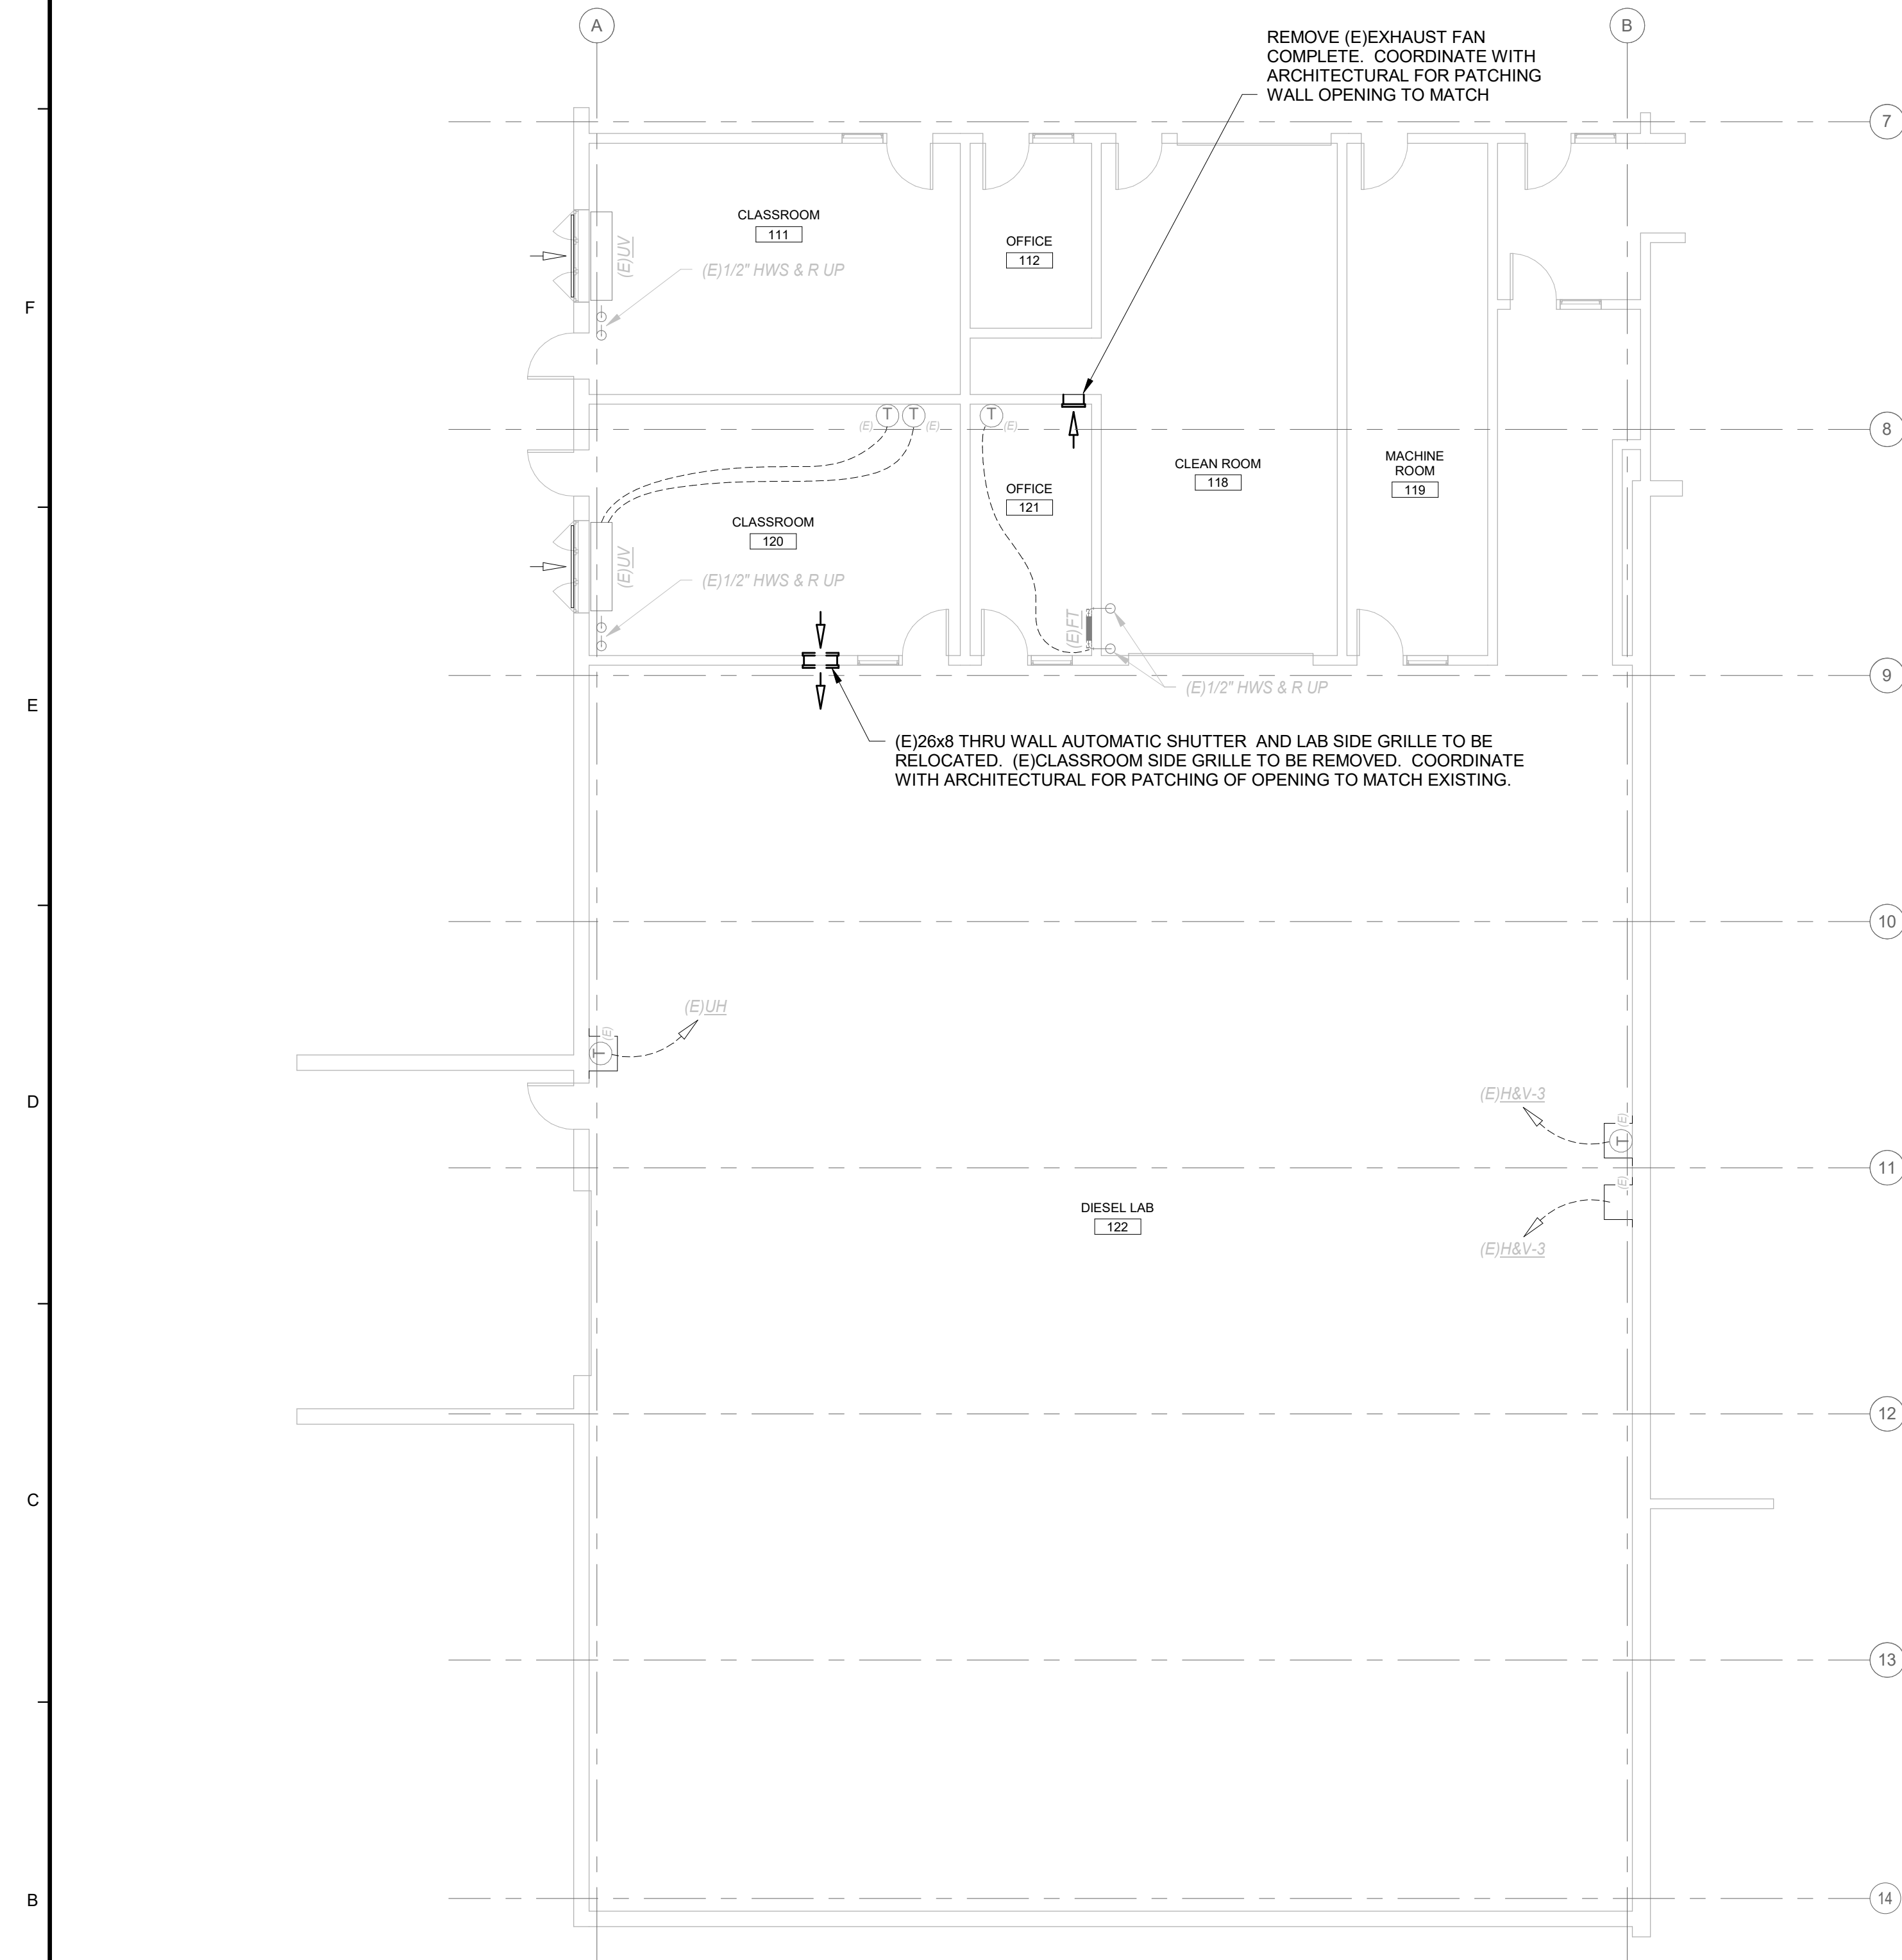 A
B
REMOVE (E)EXHAUST FAN
COMPLETE. COORDINATE WITH
ARCHITECTURAL FOR PATCHING
WALL OPENING TO MATCH
7
CLASSROOM
111
OFFICE
112
(E)UV
(E)1/2" HWS & R UP
F
T
(E)
T
(E)
T
(E)
8
CLEAN ROOM
118
MACHINE
ROOM
119
OFFICE
121
CLASSROOM
120
(E)UV
(E)1/2" HWS & R UP
(E)FT
(E)1/2" HWS & R UP
9
E
(E)26x8 THRU WALL AUTOMATIC SHUTTER AND LAB SIDE GRILLE TO BE
RELOCATED. (E)CLASSROOM SIDE GRILLE TO BE REMOVED. COORDINATE
WITH ARCHITECTURAL FOR PATCHING OF OPENING TO MATCH EXISTING.
10
(E)UH
(E)
T
D
(E)H&V-3
(E)
T
11
(E)
DIESEL LAB
122
(E)H&V-3
12
C
13
B
14